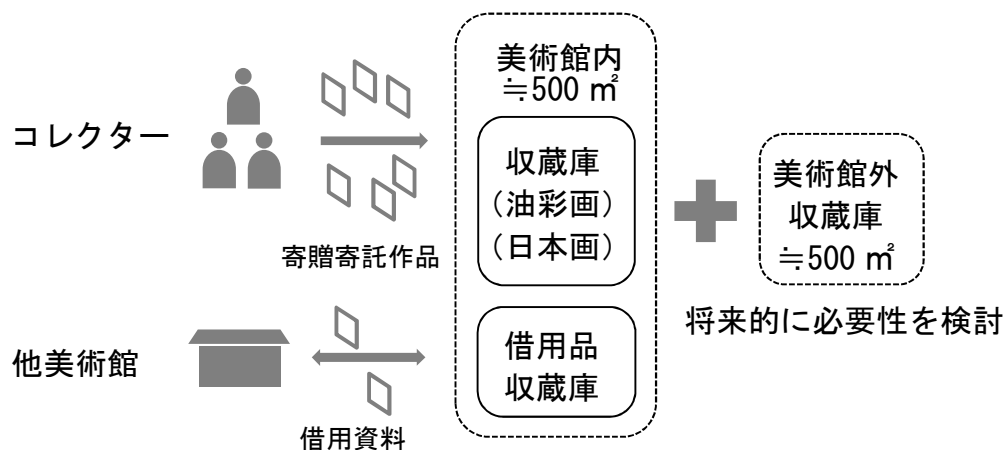 コレクター
寄贈寄託作品
他美術館
借用資料
美術館内
≒500 ㎡
収蔵庫
(油彩画)
(日本画)
借用品
収蔵庫
美術館外
収蔵庫
≒500 ㎡
将来的に必要性を検討